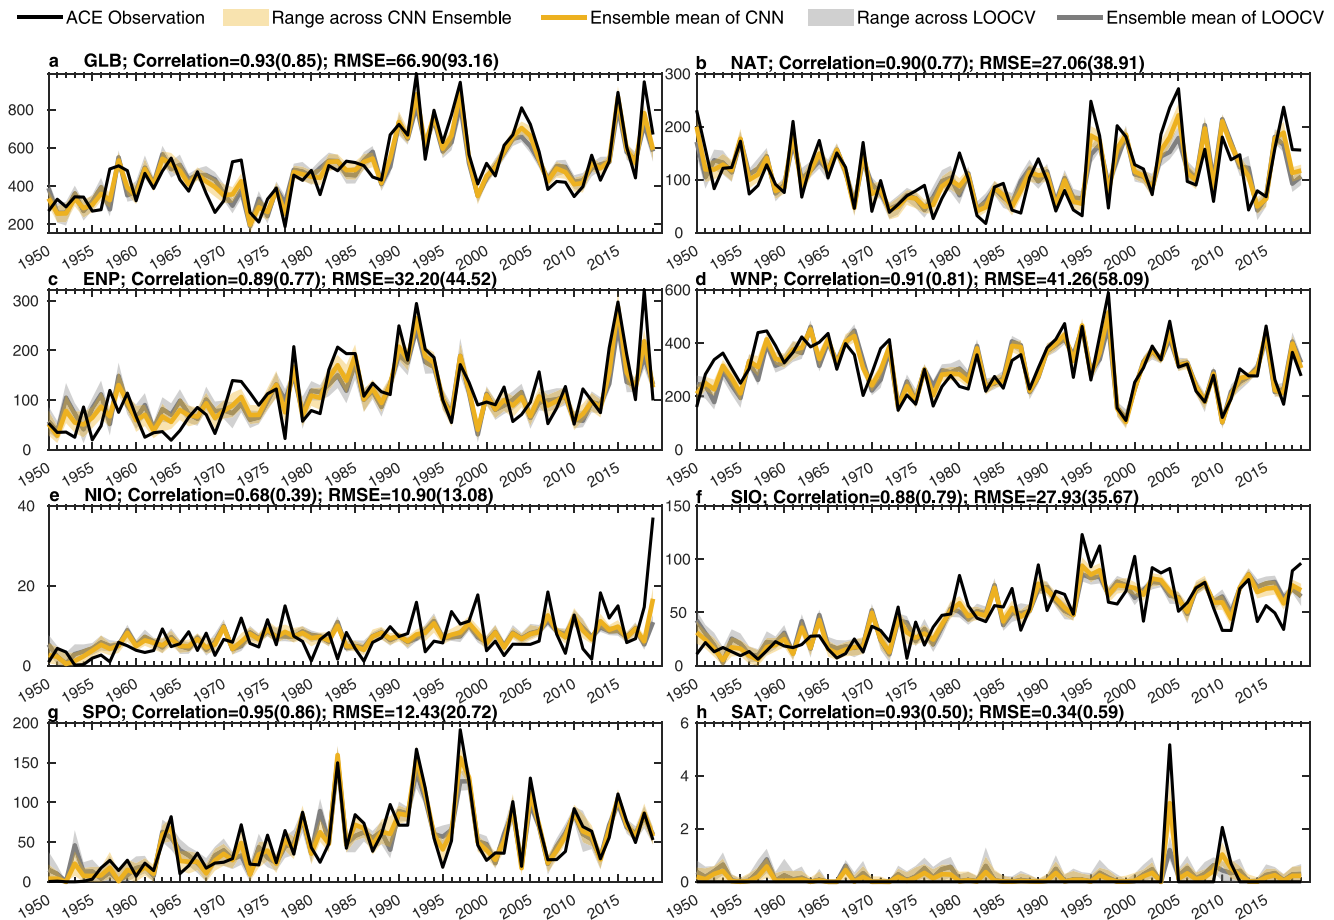 ACE Observation Range across CNN Ensemble Ensemble mean of CNN Range across LOOCV Ensemble mean of LOOCV
a GLB; Correlation=0.93(0.85); RMSE=66.90(93.16)
800
600
400
200
1950 1955 1960 1965 1970 1975 1980 1985 1990 1995 2000 2005 2010 2015
b NAT; Correlation=0.90(0.77); RMSE=27.06(38.91)
300
200
100
0
1950 1955 1960 1965 1970 1975 1980 1985 1990 1995 2000 2005 2010 2015
c ENP; Correlation=0.89(0.77); RMSE=32.20(44.52)
300
200
100
0
1950 1955 1960 1965 1970 1975 1980 1985 1990 1995 2000 2005 2010 2015
d WNP; Correlation=0.91(0.81); RMSE=41.26(58.09)
600
400
200
0
1950 1955 1960 1965 1970 1975 1980 1985 1990 1995 2000 2005 2010 2015
e NIO; Correlation=0.68(0.39); RMSE=10.90(13.08)
40
20
0
1950 1955 1960 1965 1970 1975 1980 1985 1990 1995 2000 2005 2010 2015
f SIO; Correlation=0.88(0.79); RMSE=27.93(35.67)
150
100
50
0
1950 1955 1960 1965 1970 1975 1980 1985 1990 1995 2000 2005 2010 2015
g SPO; Correlation=0.95(0.86); RMSE=12.43(20.72)
200
150
100
50
0
1950 1955 1960 1965 1970 1975 1980 1985 1990 1995 2000 2005 2010 2015
h SAT; Correlation=0.93(0.50); RMSE=0.34(0.59)
6
4
2
0
1950 1955 1960 1965 1970 1975 1980 1985 1990 1995 2000 2005 2010 2015